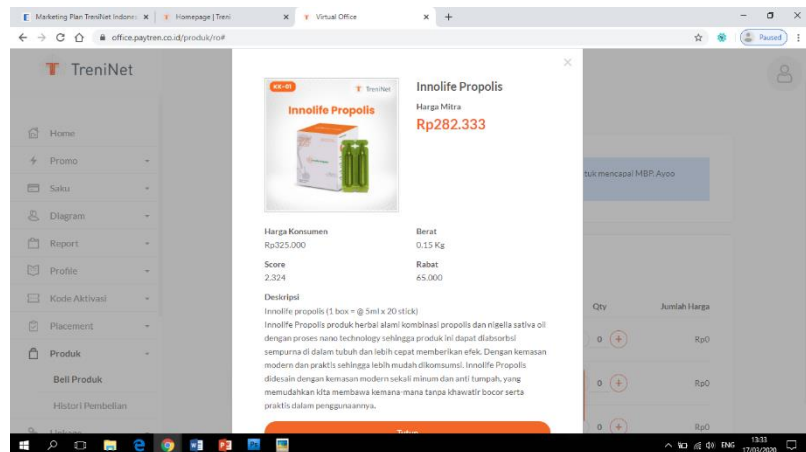 Marketing Plan TreniNet Indone
Homepage | Treni
Virtual Office
office.paytren.co.id/produk/ro#
Paused
TreniNet
Home
Promo
Saku
Diagram
Report
Profile
Kode Aktivasi
Placement
Produk
Beli Produk
Histori Pembelian
KK-01
TreniNet
Innolife Propolis
Innolife Propolis
Harga Mitra
Rp282.333
Harga Konsumen
Rp325.000
Berat
0.15 Kg
Score
2.324
Rabat
65.000
Deskripsi
Innolife propolis (1 box = @ 5ml x 20 stick)
Innolife Propolis produk herbal alami kombinasi propolis dan nigella sativa oil
dengan proses nano technology sehingga produk ini dapat diabsorbsi
sempurna di dalam tubuh dan lebih cepat memberikan efek. Dengan kemasan
modern dan praktis sehingga lebih mudah dikomsumsi. Innolife Propolis
didesain dengan kemasan modern sekali minum dan anti tumpah, yang
memudahkan kita membawa kemana-mana tanpa khawatir bocor serta
praktis dalam penggunaannya.
Tutup
tuk mencapai MBP. Ayoo
Qty Jumlah Harga
0 + Rp0
0 + Rp0
0 + Rp0
ENG
13:33
17/03/2020